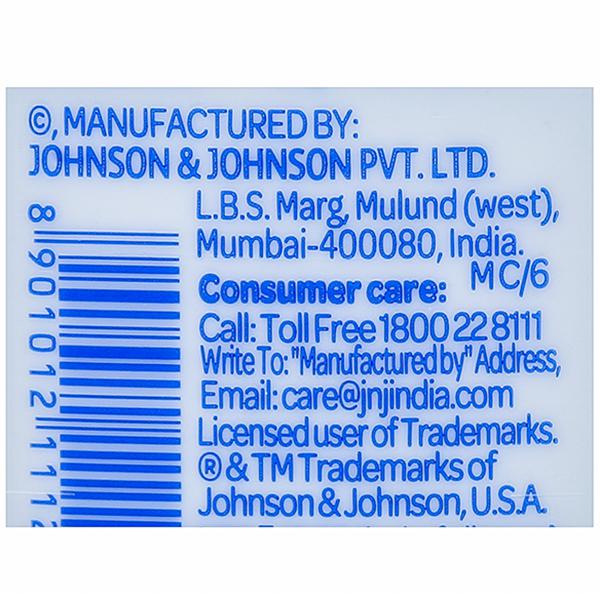 ©, MANUFACTURED BY:
JOHNSON & JOHNSON PVT. LTD.
L.B.S. Marg, Mulund (west),
Mumbai-400080, India.
M C/6
Consumer care:
Call: Toll Free 1800 22 8111
Write To: "Manufactured by" Address,
Email: care@jnjindia.com
Licensed user of Trademarks.
® & TM Trademarks of
Johnson & Johnson, U.S.A.
8 901012 1112